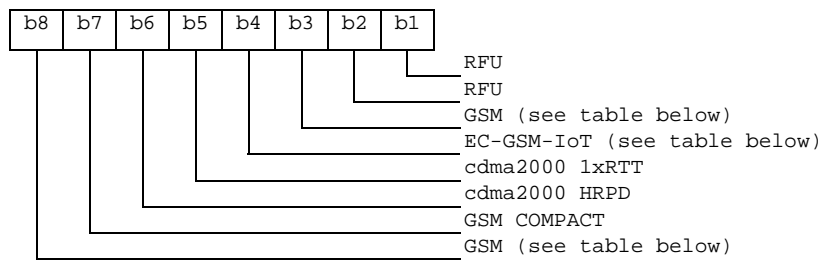 b8 b7 b6 b5 b4 b3 b2 b1
RFU
RFU
GSM (see table below)
EC-GSM-IoT (see table below)
cdma2000 1xRTT
cdma2000 HRPD
GSM COMPACT
GSM (see table below)